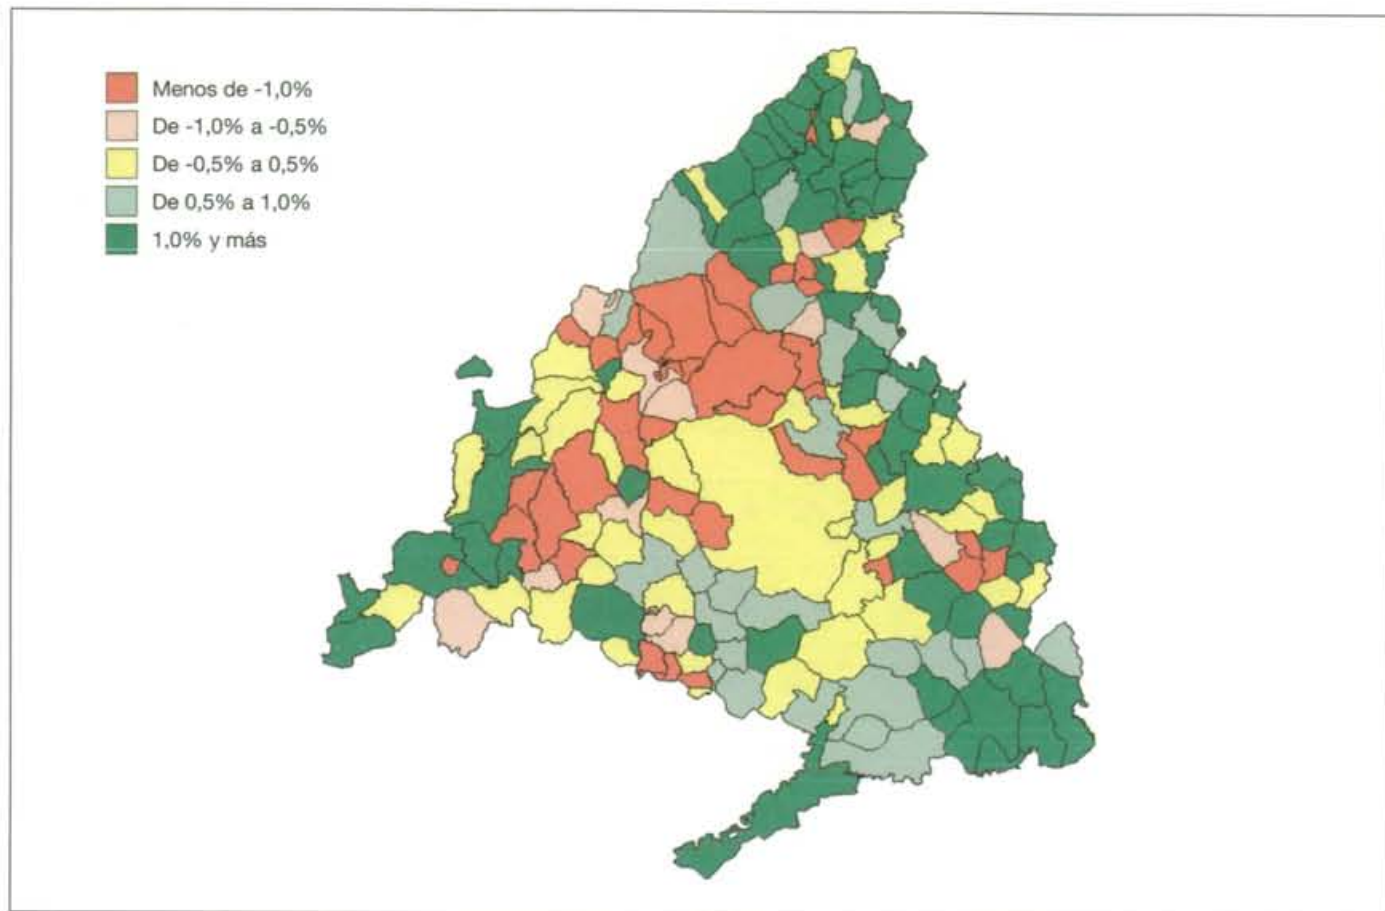 Menos de -1,0%
De -1,0% a -0,5%
De -0,5% a 0,5%
De 0,5% a 1,0%
1,0% y más